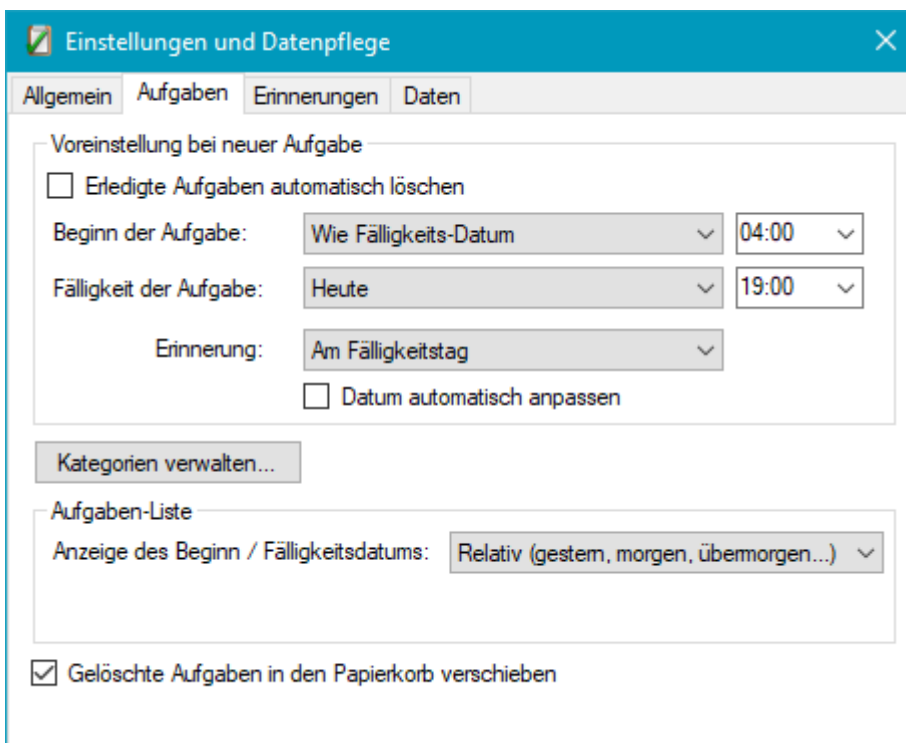 Einstellungen und Datenpflege
Allgemein Aufgaben Erinnerungen Daten
Voreinstellung bei neuer Aufgabe
Erledigte Aufgaben automatisch löschen
Beginn der Aufgabe: Wie Fälligkeits-Datum 04:00
Fälligkeit der Aufgabe: Heute 19:00
Erinnerung: Am Fälligkeitstag
Datum automatisch anpassen
Kategorien verwalten...
Aufgaben-Liste
Anzeige des Beginn / Fälligkeitsdatums: Relativ (gestern, morgen, übermorgen...)
Gelöschte Aufgaben in den Papierkorb verschieben